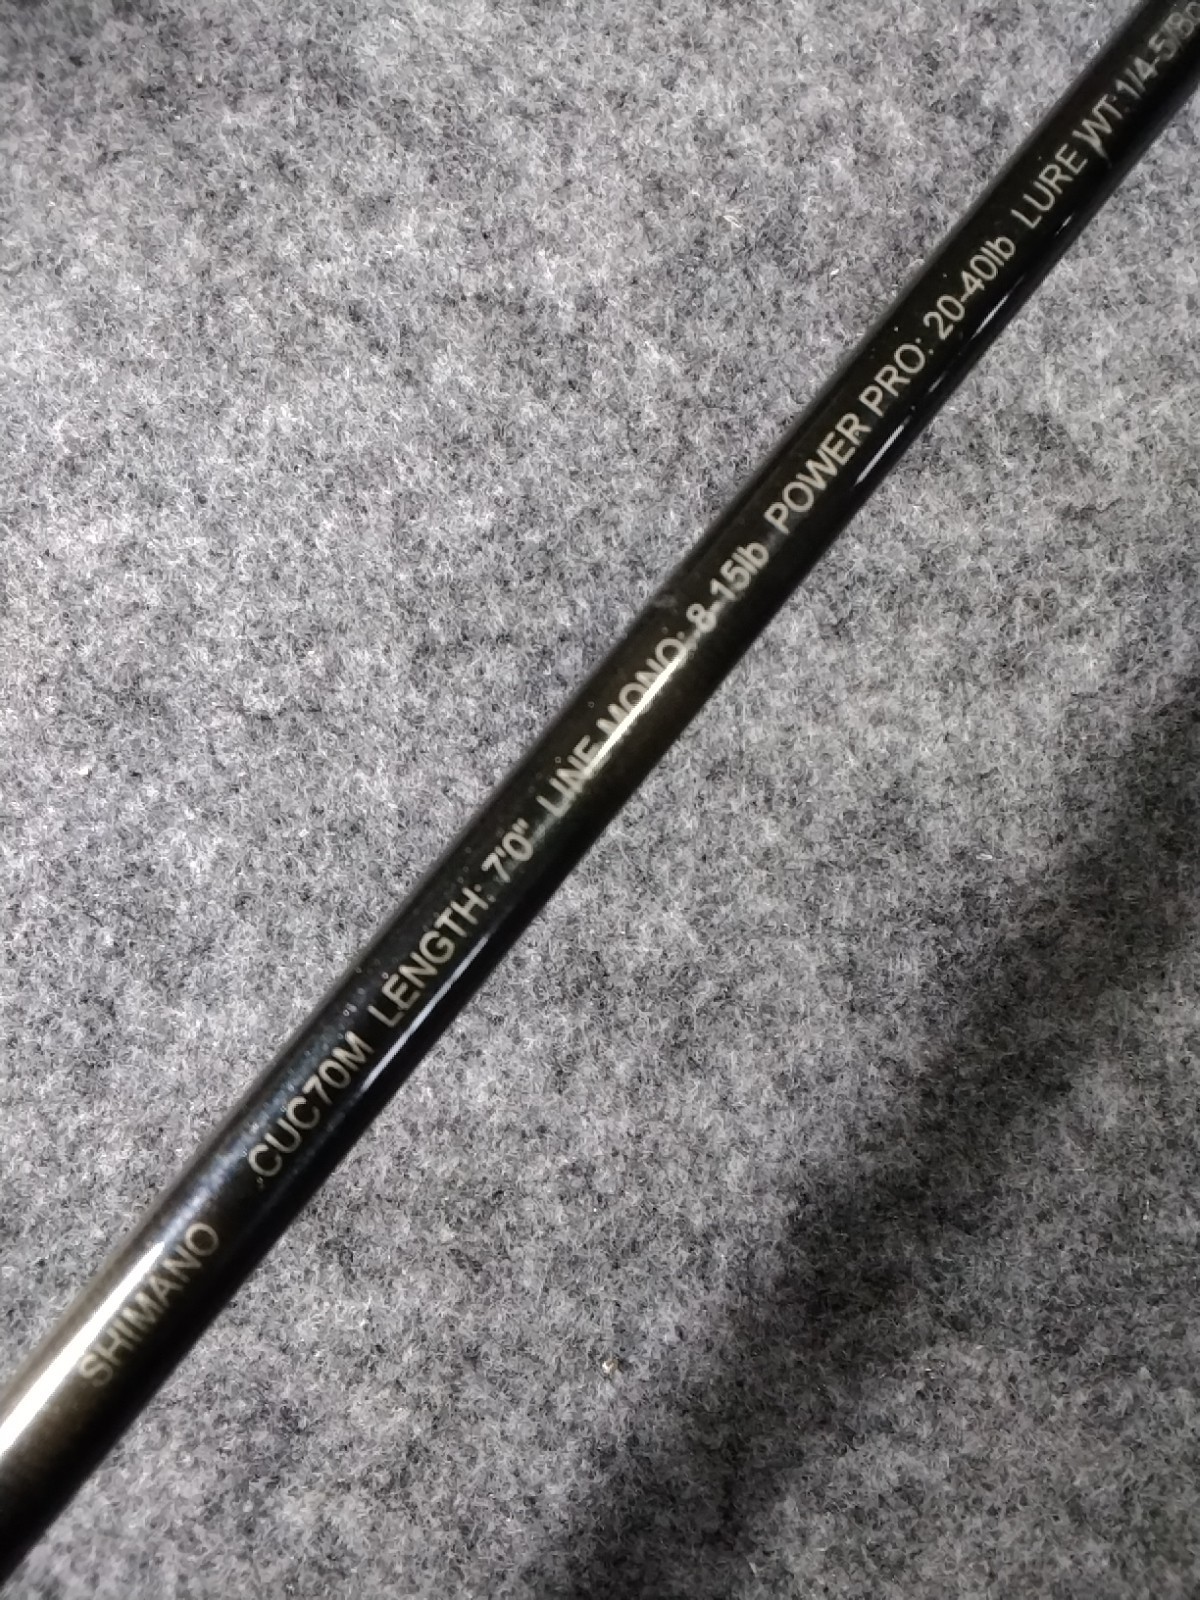 SHIMANO CUC70M LENGTH: 7'0" LINE MONO: 8-15lb POWER PRO: 20-40lb LURE WT: 1/4-5/8